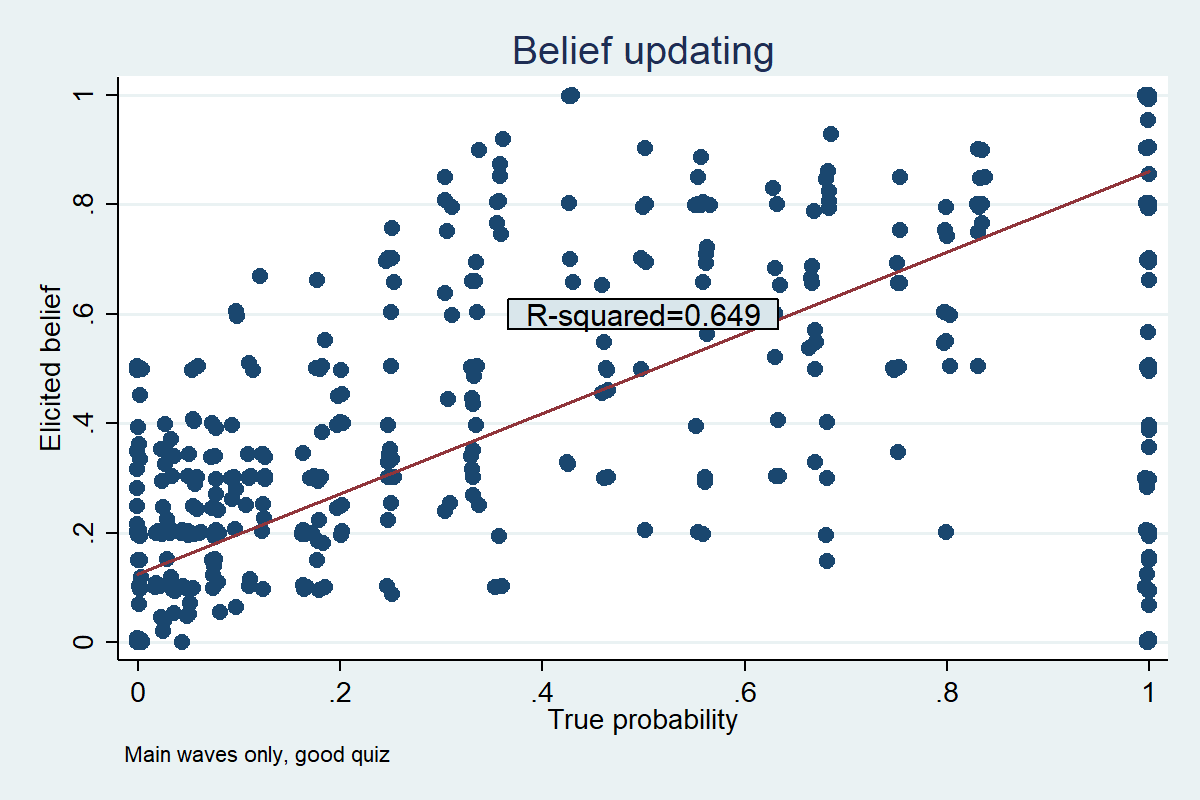 Belief updating
Elicited belief
1
.8
.6
.4
.2
0
R-squared=0.649
0 .2 .4 .6 .8 1
True probability
Main waves only, good quiz